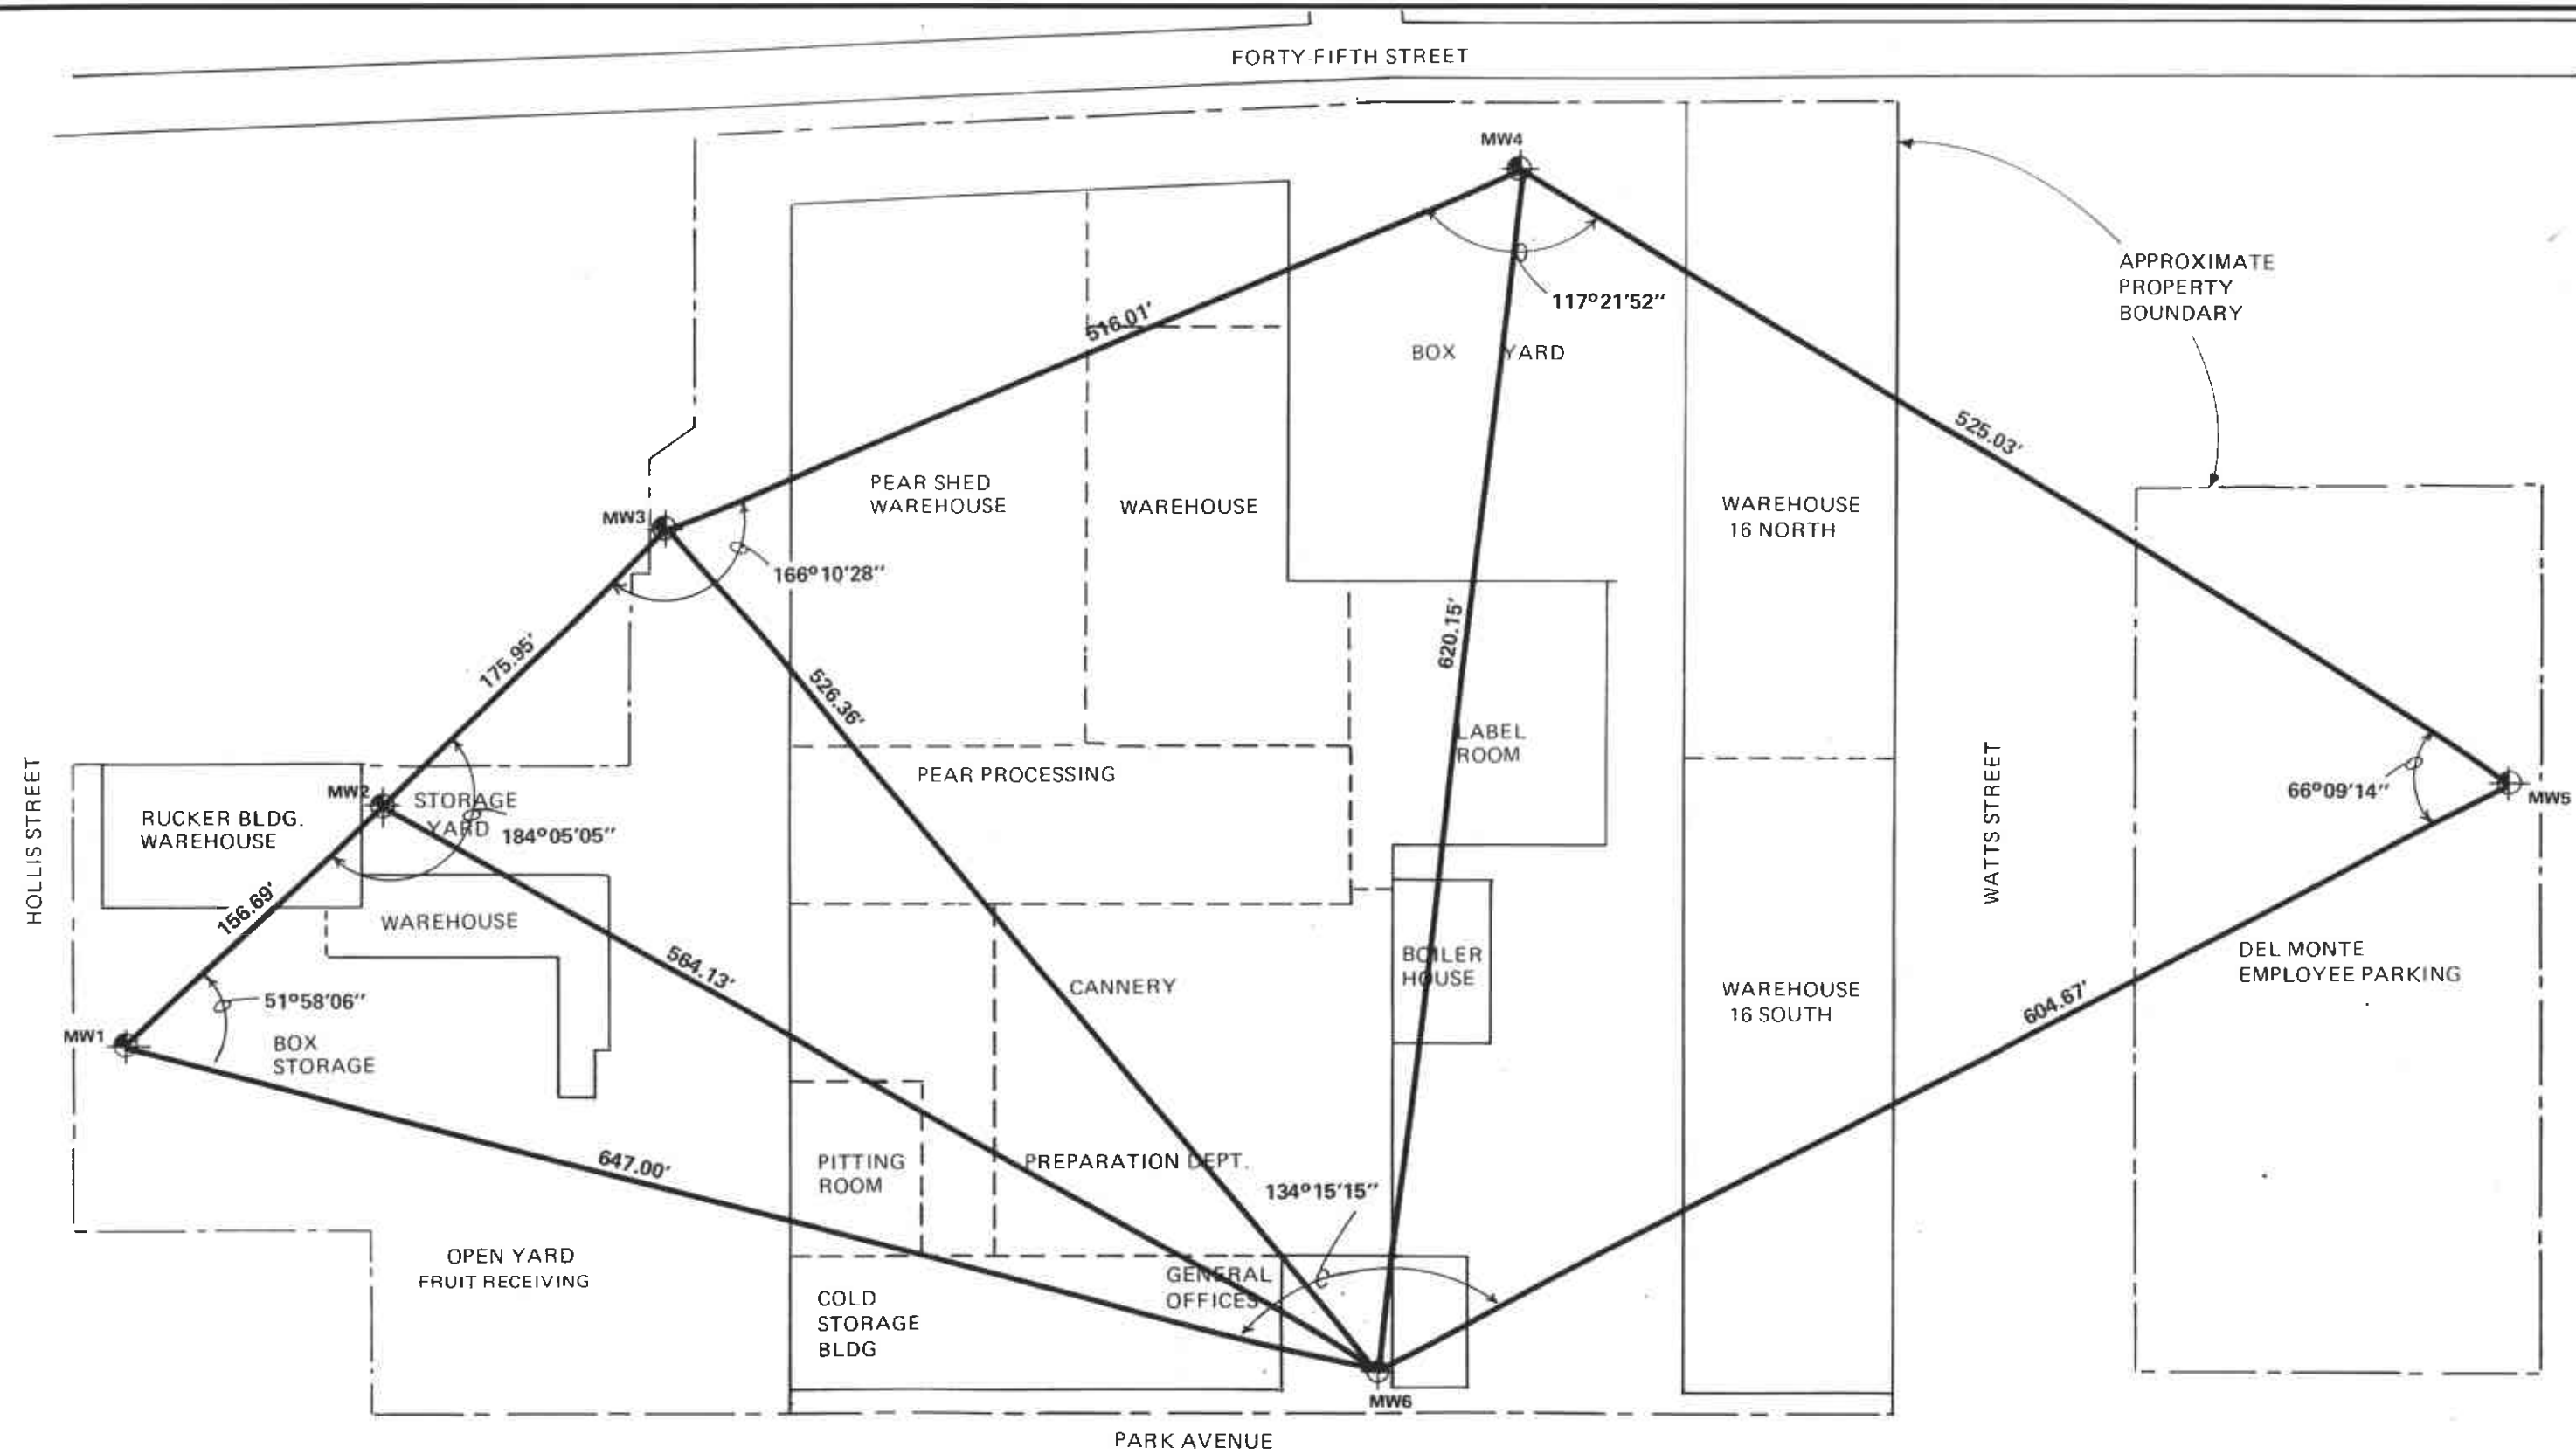 FORTY-FIFTH STREET
MW4
117°21'52"
APPROXIMATE
PROPERTY
BOUNDARY
516.01'
BOX YARD
525.03'
PEAR SHED
WAREHOUSE
WAREHOUSE
WAREHOUSE
16 NORTH
MW3
166°10'28"
620.15'
175.95'
526.36'
LABEL
ROOM
PEAR PROCESSING
HOLLIS STREET
WATTS STREET
MW2
STORAGE
YARD
184°05'05"
RUCKER BLDG.
WAREHOUSE
66°09'14"
MW5
156.69'
WAREHOUSE
564.13'
CANNERY
BOILER
HOUSE
WAREHOUSE
16 SOUTH
604.67'
DEL MONTE
EMPLOYEE PARKING
51°58'06"
MW1
BOX
STORAGE
647.00'
PITTING
ROOM
PREPARATION DEPT.
134°15'15"
OPEN YARD
FRUIT RECEIVING
GENERAL
OFFICES
COLD
STORAGE
BLDG
MW6
PARK AVENUE